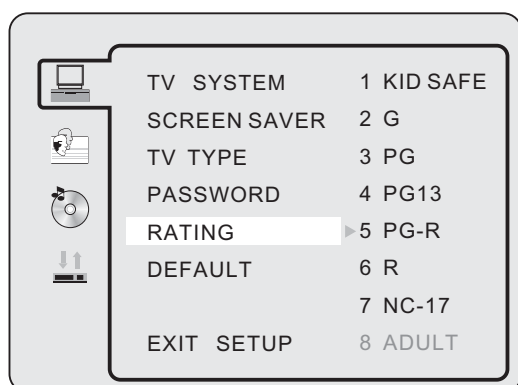 TV SYSTEM 1 KID SAFE
SCREEN SAVER 2 G
TV TYPE 3 PG
PASSWORD 4 PG13
RATING 5 PG-R
DEFAULT 6 R
7 NC-17
EXIT SETUP 8 ADULT